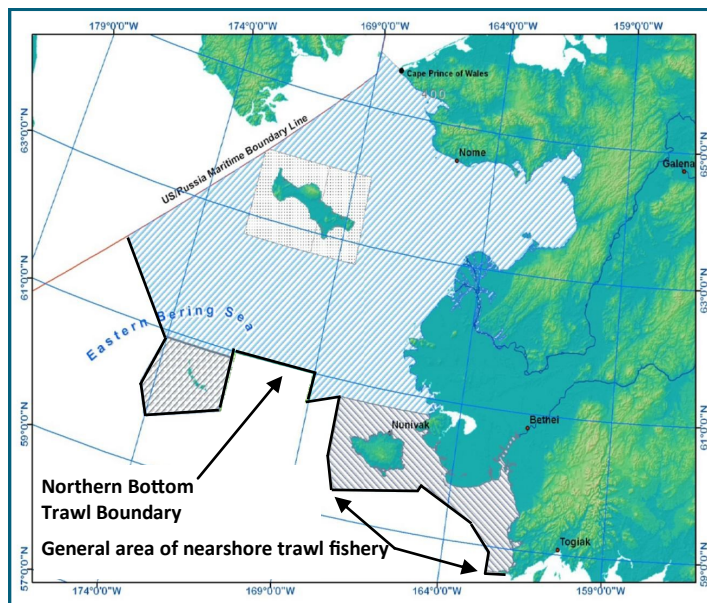 179°0'0"W
174°0'0"W
169°0'0"W
164°0'0"W
159°0'0"W
Cape Prince of Wales
63°0'0"N
US/Russia Maritime Boundary Line
Nome
Galena
65°0'0"N
61°0'0"N
63°0'0"N
Eastern Bering Sea
59°0'0"N
Nunivak
Bethel
61°0'0"N
Northern Bottom
Trawl Boundary
General area of nearshore trawl fishery
Togiak
57°0'0"N
59°0'0"N
174°0'0"W
169°0'0"W
164°0'0"W
159°0'0"W